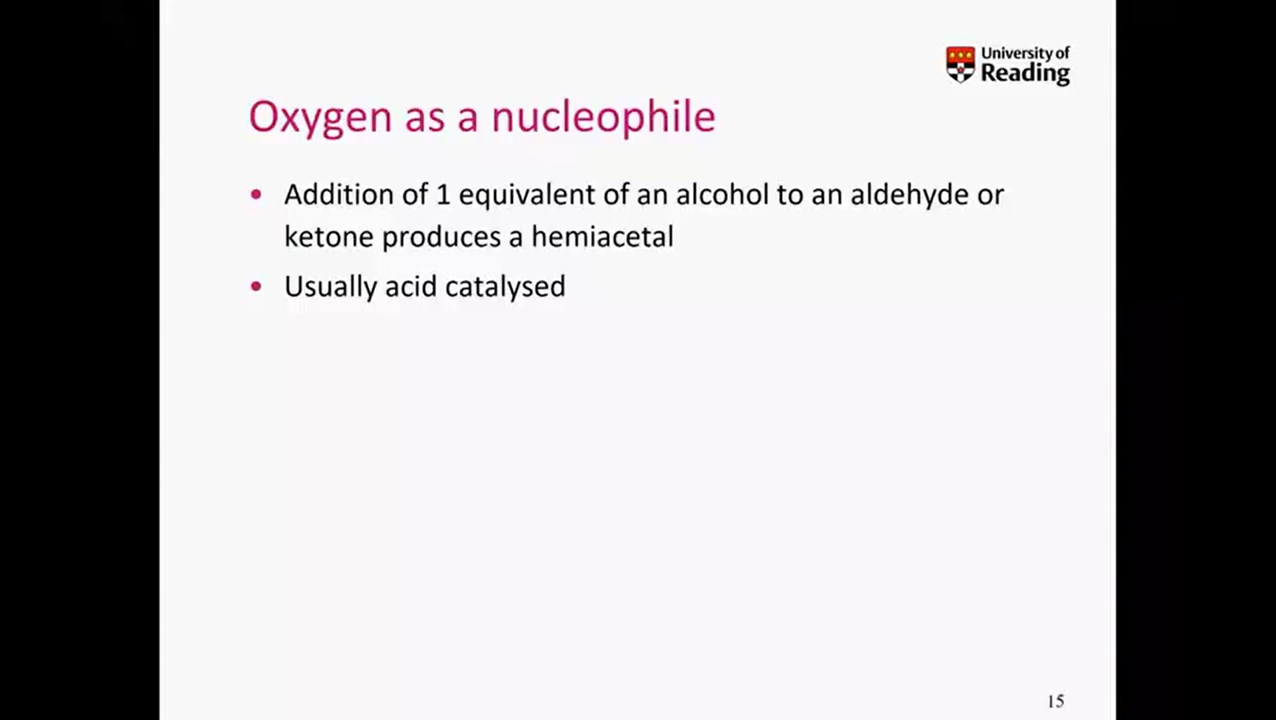 University of
Reading
Oxygen as a nucleophile
• Addition of 1 equivalent of an alcohol to an aldehyde or
ketone produces a hemiacetal
• Usually acid catalysed
15